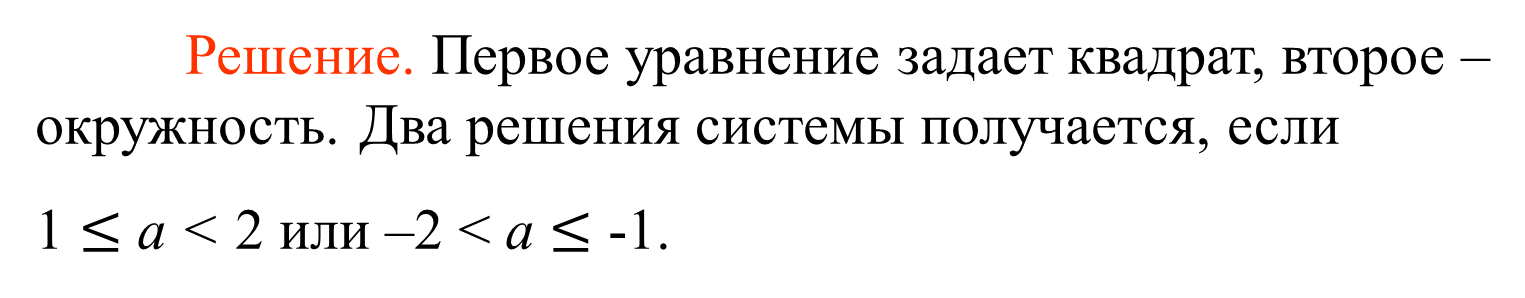 Решение. Первое уравнение задает квадрат, второе –
окружность. Два решения системы получается, если
1 ≤ a < 2 или –2 < a ≤ -1.